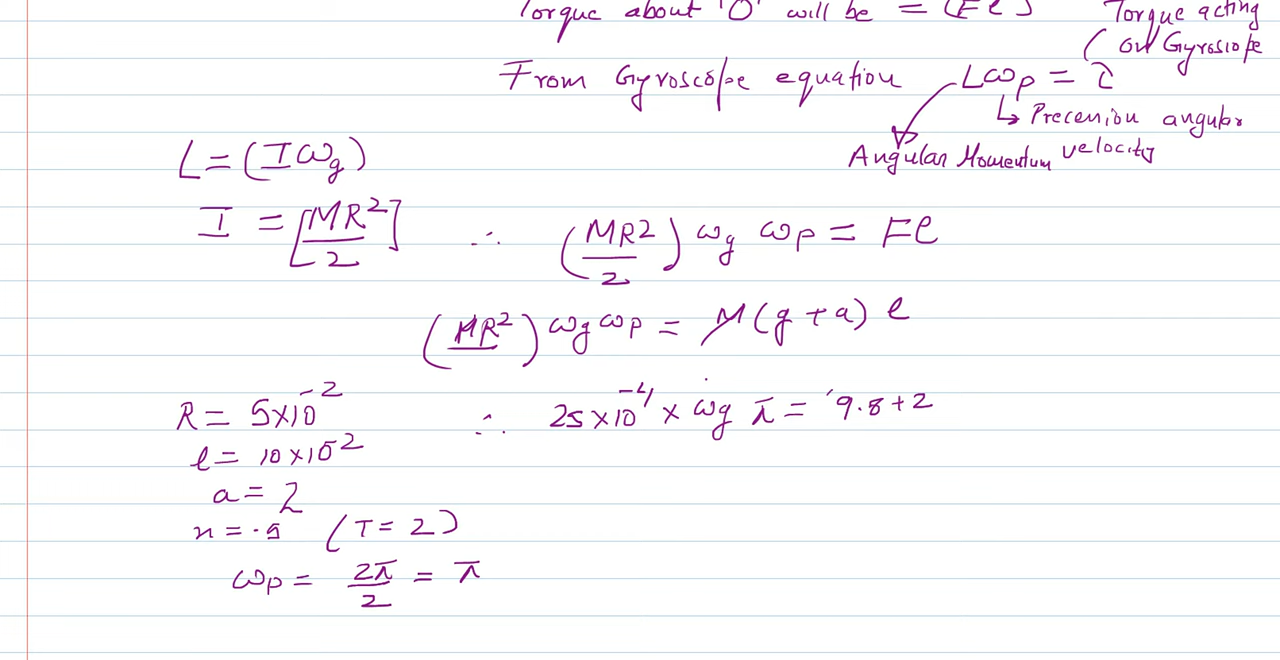 Torque about 'O' will be = (Fl) Torque acting
(on Gyroscope
From Gyroscope equation Lωp = τ
↳ Precession angular
velocity
Angular Momentum
L = (Iωg)
I = [MR²/2] ∴ (MR²/2) ωg ωp = Fl
(MR²) ωg ωp = M(g+a) l
R = 5×10⁻² ∴ 25×10⁻⁴ × ωg π = 9.8+2
l = 10×10⁻²
a = 2
n = .5 (T = 2)
ωp = 2π/2 = π